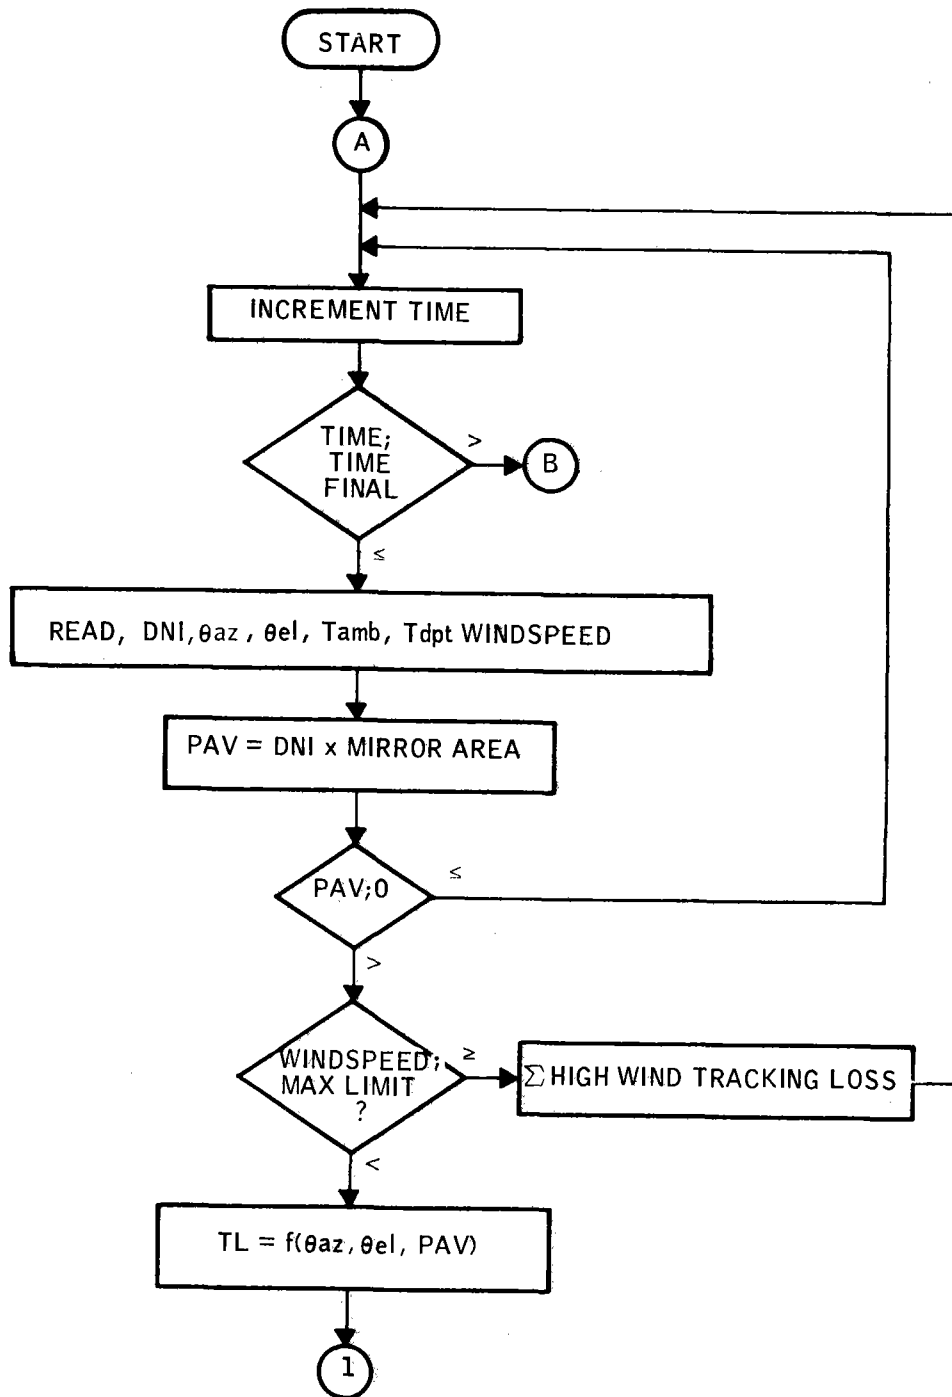 START
A
INCREMENT TIME
TIME;
TIME
FINAL
>
B
≤
READ, DNI, θaz, θel, Tamb, Tdpt WINDSPEED
PAV = DNI x MIRROR AREA
PAV;0
≤
>
WINDSPEED;
MAX LIMIT
?
≥
Σ HIGH WIND TRACKING LOSS
<
TL = f(θaz, θel, PAV)
1